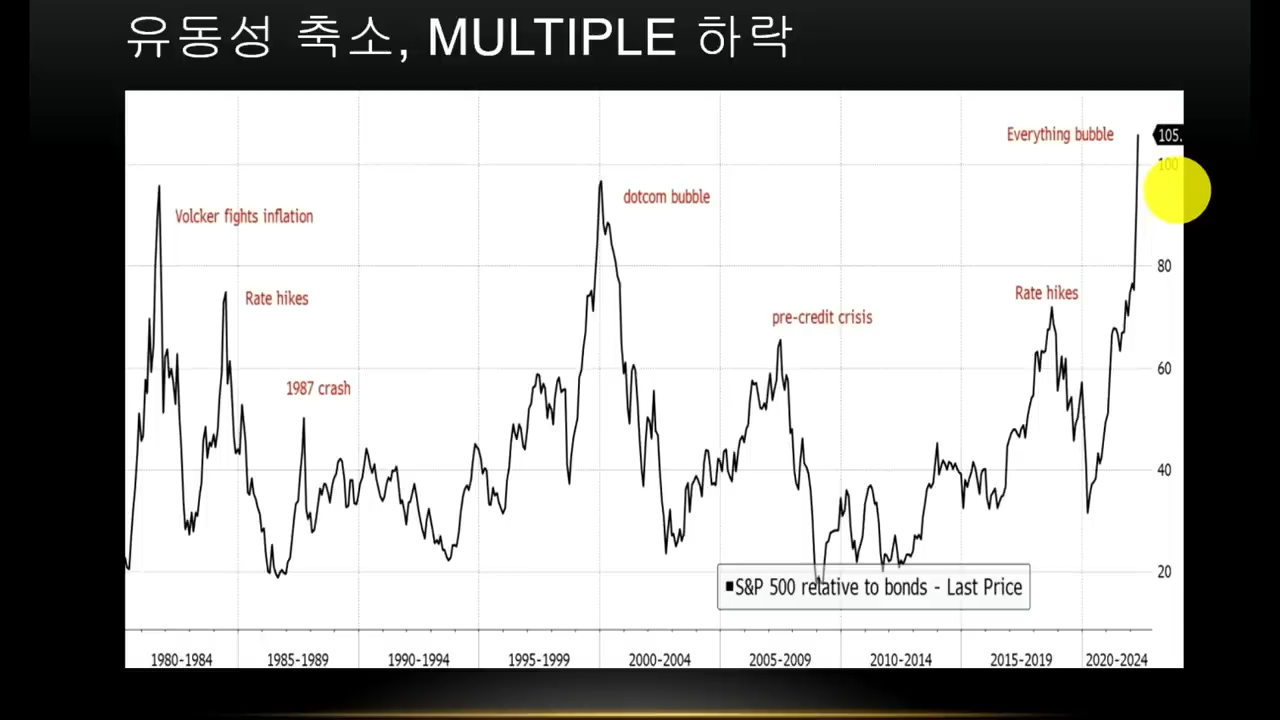 유동성 축소, MULTIPLE 하락
Everything bubble
105.
100
Volcker fights inflation
dotcom bubble
80
Rate hikes
Rate hikes
pre-credit crisis
60
1987 crash
40
20
S&P 500 relative to bonds - Last Price
1980-1984 1985-1989 1990-1994 1995-1999 2000-2004 2005-2009 2010-2014 2015-2019 2020-2024